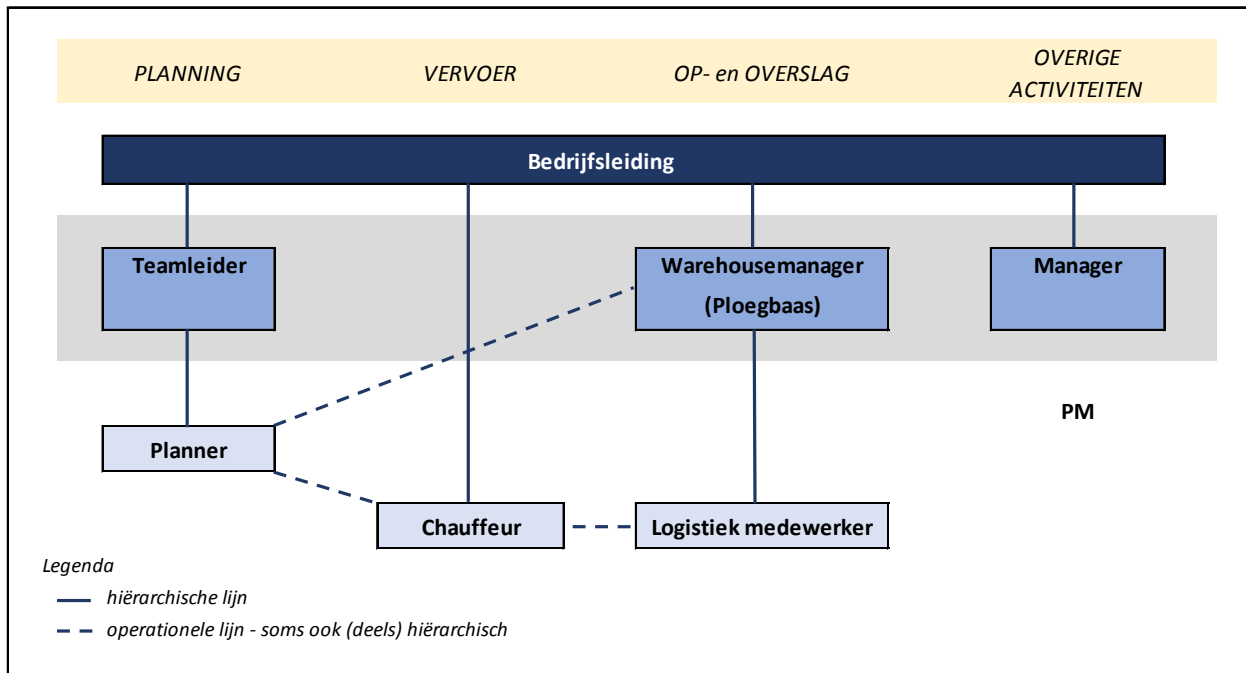 PLANNING
VERVOER
OP- en OVERSLAG
OVERIGE
ACTIVITEITEN
Bedrijfsleiding
Teamleider
Warehousemanager
(Ploegbaas)
Manager
PM
Planner
Chauffeur
Logistiek medewerker
Legenda
hiërarchische lijn
operationele lijn - soms ook (deels) hiërarchisch